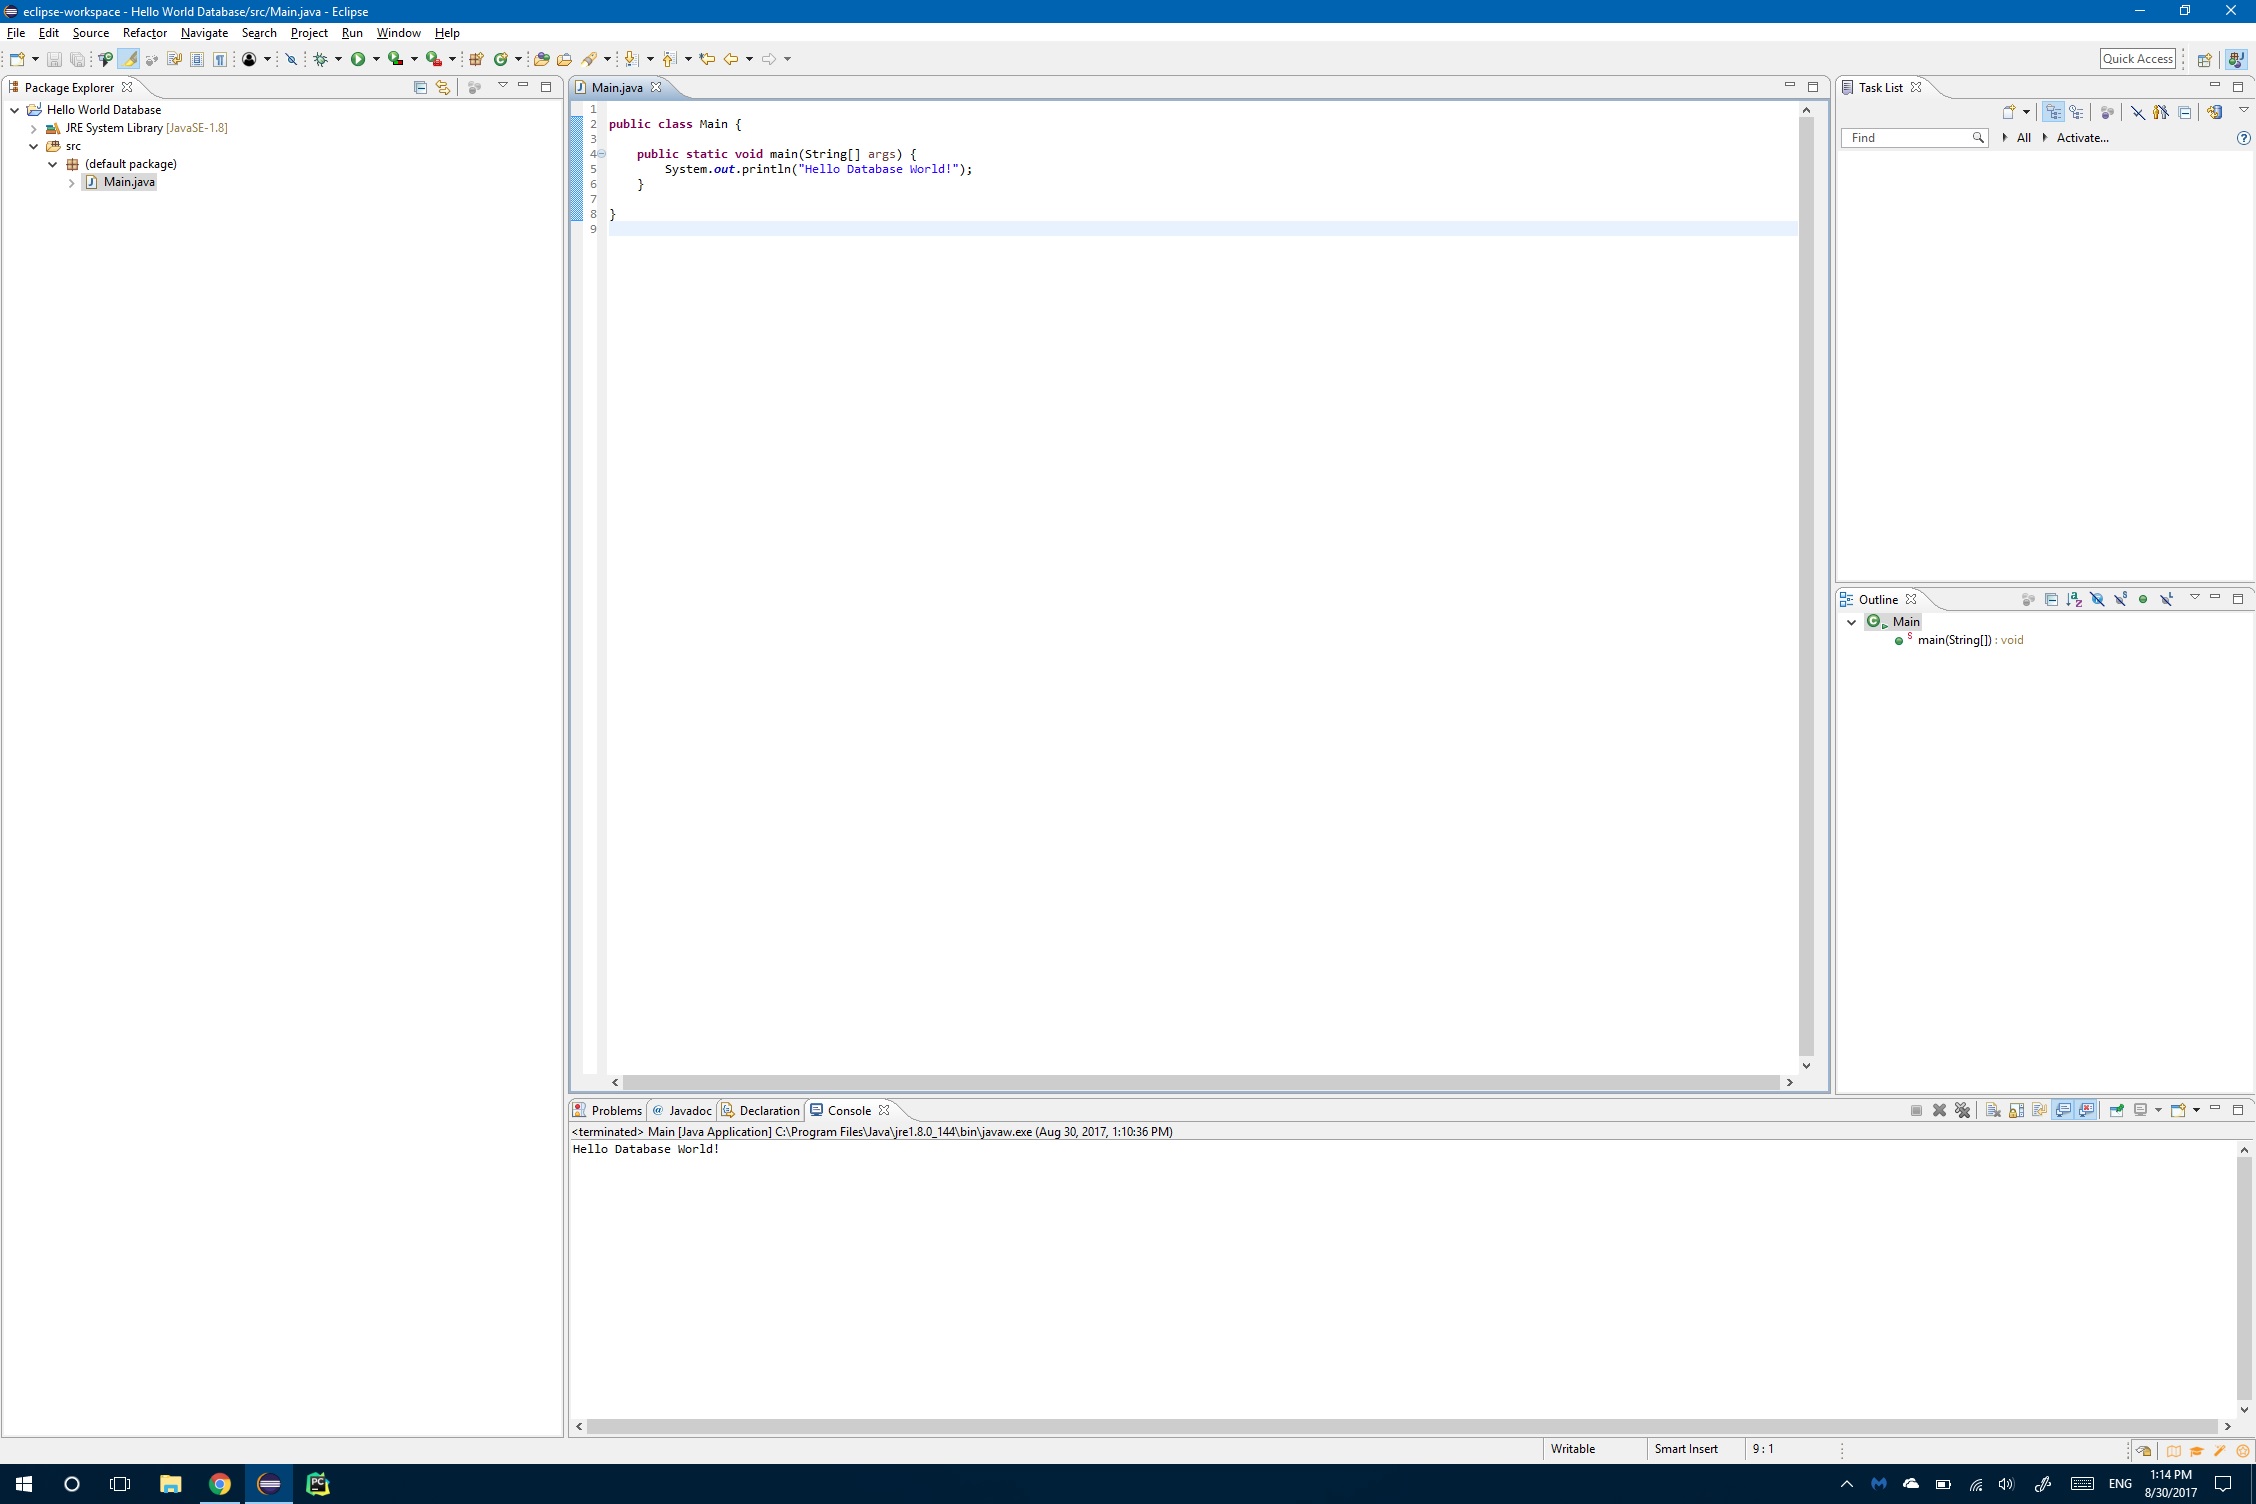 eclipse-workspace - Hello World Database/src/Main.java - Eclipse
File Edit Source Refactor Navigate Search Project Run Window Help
Quick Access
Package Explorer
Hello World Database
JRE System Library [JavaSE-1.8]
src
(default package)
Main.java
Main.java
1
2 public class Main {
3
4 public static void main(String[] args) {
5 System.out.println("Hello Database World!");
6 }
7
8 }
9
Task List
Find All Activate...
Outline
Main
main(String[]) : void
Problems Javadoc Declaration Console
<terminated> Main [Java Application] C:\Program Files\Java\jre1.8.0_144\bin\javaw.exe (Aug 30, 2017, 1:10:36 PM)
Hello Database World!
Writable Smart Insert 9 : 1
PC
ENG
1:14 PM
8/30/2017